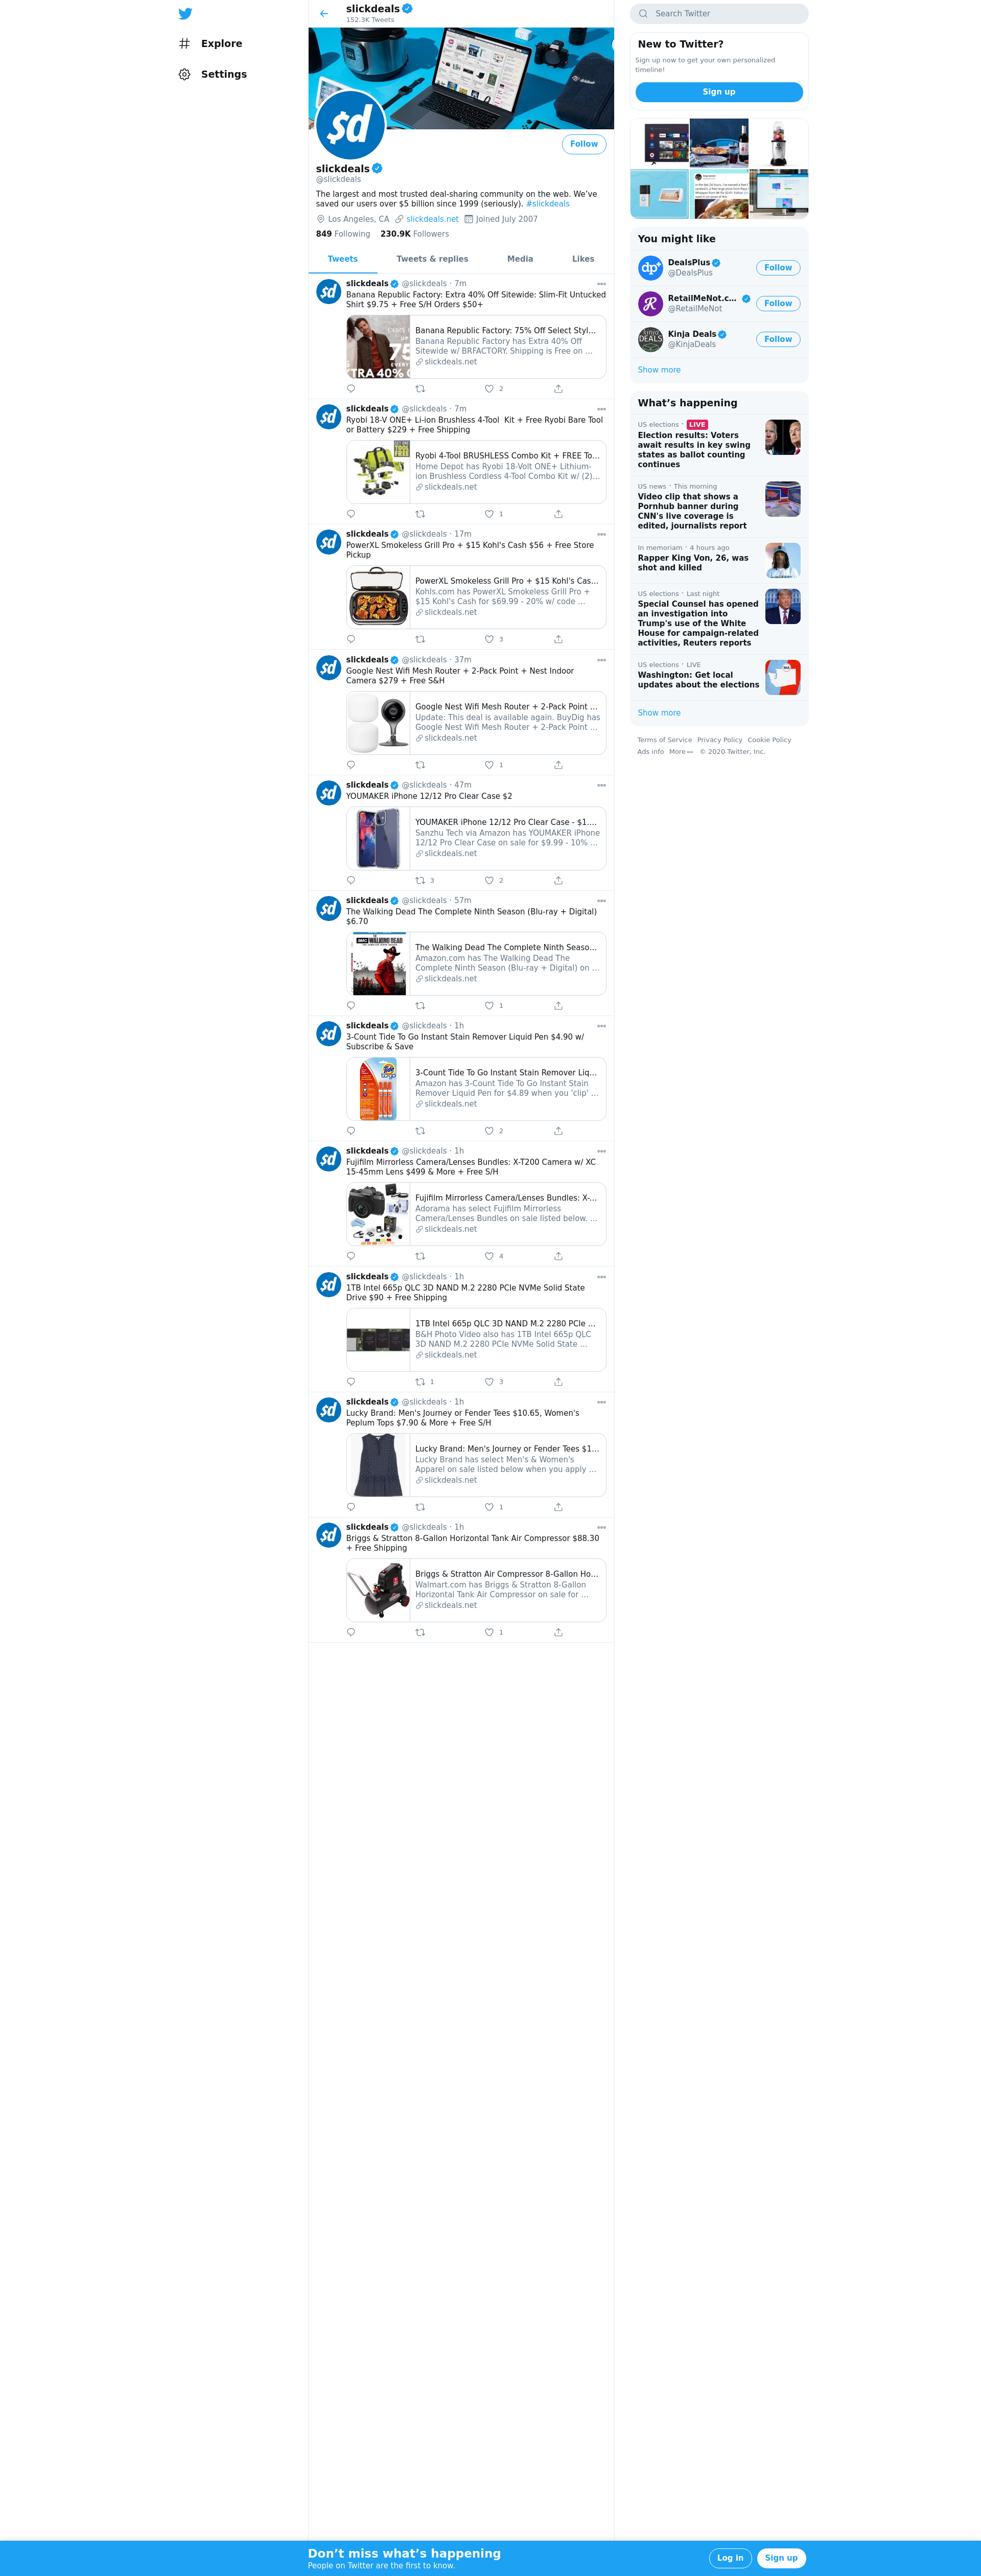 slickdeals
152.3K Tweets
Explore
Settings
$d
Follow
slickdeals
@slickdeals
The largest and most trusted deal-sharing community on the web. We’ve
saved our users over $5 billion since 1999 (seriously). #slickdeals
Los Angeles, CA slickdeals.net Joined July 2007
849 Following 230.9K Followers
Tweets Tweets & replies Media Likes
slickdeals @slickdeals · 7m
Banana Republic Factory: Extra 40% Off Sitewide: Slim-Fit Untucked
Shirt $9.75 + Free S/H Orders $50+
Banana Republic Factory: 75% Off Select Styl...
Banana Republic Factory has Extra 40% Off
Sitewide w/ BRFACTORY. Shipping is Free on ...
slickdeals.net
2
slickdeals @slickdeals · 7m
Ryobi 18-V ONE+ Li-ion Brushless 4-Tool  Kit + Free Ryobi Bare Tool
or Battery $229 + Free Shipping
Ryobi 4-Tool BRUSHLESS Combo Kit + FREE To...
Home Depot has Ryobi 18-Volt ONE+ Lithium-
ion Brushless Cordless 4-Tool Combo Kit w/ (2)...
slickdeals.net
1
slickdeals @slickdeals · 17m
PowerXL Smokeless Grill Pro + $15 Kohl's Cash $56 + Free Store
Pickup
PowerXL Smokeless Grill Pro + $15 Kohl's Cas...
Kohls.com has PowerXL Smokeless Grill Pro +
$15 Kohl's Cash for $69.99 - 20% w/ code ...
slickdeals.net
3
slickdeals @slickdeals · 37m
Google Nest Wifi Mesh Router + 2-Pack Point + Nest Indoor
Camera $279 + Free S&H
Google Nest Wifi Mesh Router + 2-Pack Point ...
Update: This deal is available again. BuyDig has
Google Nest Wifi Mesh Router + 2-Pack Point ...
slickdeals.net
1
slickdeals @slickdeals · 47m
YOUMAKER iPhone 12/12 Pro Clear Case $2
YOUMAKER iPhone 12/12 Pro Clear Case - $1....
Sanzhu Tech via Amazon has YOUMAKER iPhone
12/12 Pro Clear Case on sale for $9.99 - 10% ...
slickdeals.net
3 2
slickdeals @slickdeals · 57m
The Walking Dead The Complete Ninth Season (Blu-ray + Digital)
$6.70
The Walking Dead The Complete Ninth Seaso...
Amazon.com has The Walking Dead The
Complete Ninth Season (Blu-ray + Digital) on ...
slickdeals.net
1
slickdeals @slickdeals · 1h
3-Count Tide To Go Instant Stain Remover Liquid Pen $4.90 w/
Subscribe & Save
3-Count Tide To Go Instant Stain Remover Liq...
Amazon has 3-Count Tide To Go Instant Stain
Remover Liquid Pen for $4.89 when you 'clip' ...
slickdeals.net
2
slickdeals @slickdeals · 1h
Fujifilm Mirrorless Camera/Lenses Bundles: X-T200 Camera w/ XC
15-45mm Lens $499 & More + Free S/H
Fujifilm Mirrorless Camera/Lenses Bundles: X-...
Adorama has select Fujifilm Mirrorless
Camera/Lenses Bundles on sale listed below. ...
slickdeals.net
4
slickdeals @slickdeals · 1h
1TB Intel 665p QLC 3D NAND M.2 2280 PCIe NVMe Solid State
Drive $90 + Free Shipping
1TB Intel 665p QLC 3D NAND M.2 2280 PCIe ...
B&H Photo Video also has 1TB Intel 665p QLC
3D NAND M.2 2280 PCIe NVMe Solid State ...
slickdeals.net
1 3
slickdeals @slickdeals · 1h
Lucky Brand: Men's Journey or Fender Tees $10.65, Women's
Peplum Tops $7.90 & More + Free S/H
Lucky Brand: Men's Journey or Fender Tees $1...
Lucky Brand has select Men's & Women's
Apparel on sale listed below when you apply ...
slickdeals.net
1
slickdeals @slickdeals · 1h
Briggs & Stratton 8-Gallon Horizontal Tank Air Compressor $88.30
+ Free Shipping
Briggs & Stratton Air Compressor 8-Gallon Ho...
Walmart.com has Briggs & Stratton 8-Gallon
Horizontal Tank Air Compressor on sale for ...
slickdeals.net
1
Search Twitter
New to Twitter?
Sign up now to get your own personalized
timeline!
Sign up
You might like
DealsPlus
@DealsPlus
Follow
RetailMeNot.c...
@RetailMeNot
Follow
Kinja Deals
@KinjaDeals
Follow
Show more
What’s happening
US elections · LIVE
Election results: Voters
await results in key swing
states as ballot counting
continues
US news · This morning
Video clip that shows a
Pornhub banner during
CNN's live coverage is
edited, journalists report
In memoriam · 4 hours ago
Rapper King Von, 26, was
shot and killed
US elections · Last night
Special Counsel has opened
an investigation into
Trump's use of the White
House for campaign-related
activities, Reuters reports
US elections · LIVE
Washington: Get local
updates about the elections
Show more
Terms of Service Privacy Policy Cookie Policy
Ads info More © 2020 Twitter, Inc.
Don’t miss what’s happening
People on Twitter are the first to know.
Log in
Sign up